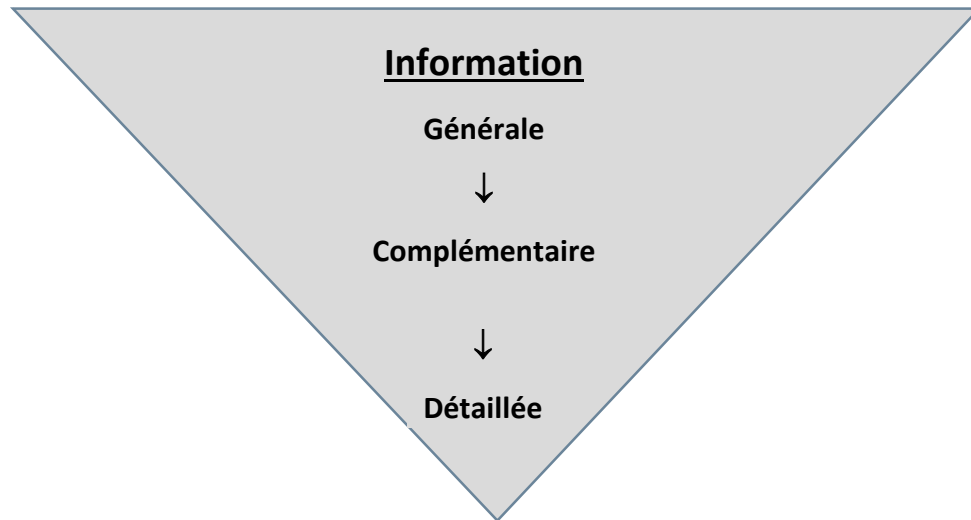 Information
Générale
↓
Complémentaire
↓
Détaillée